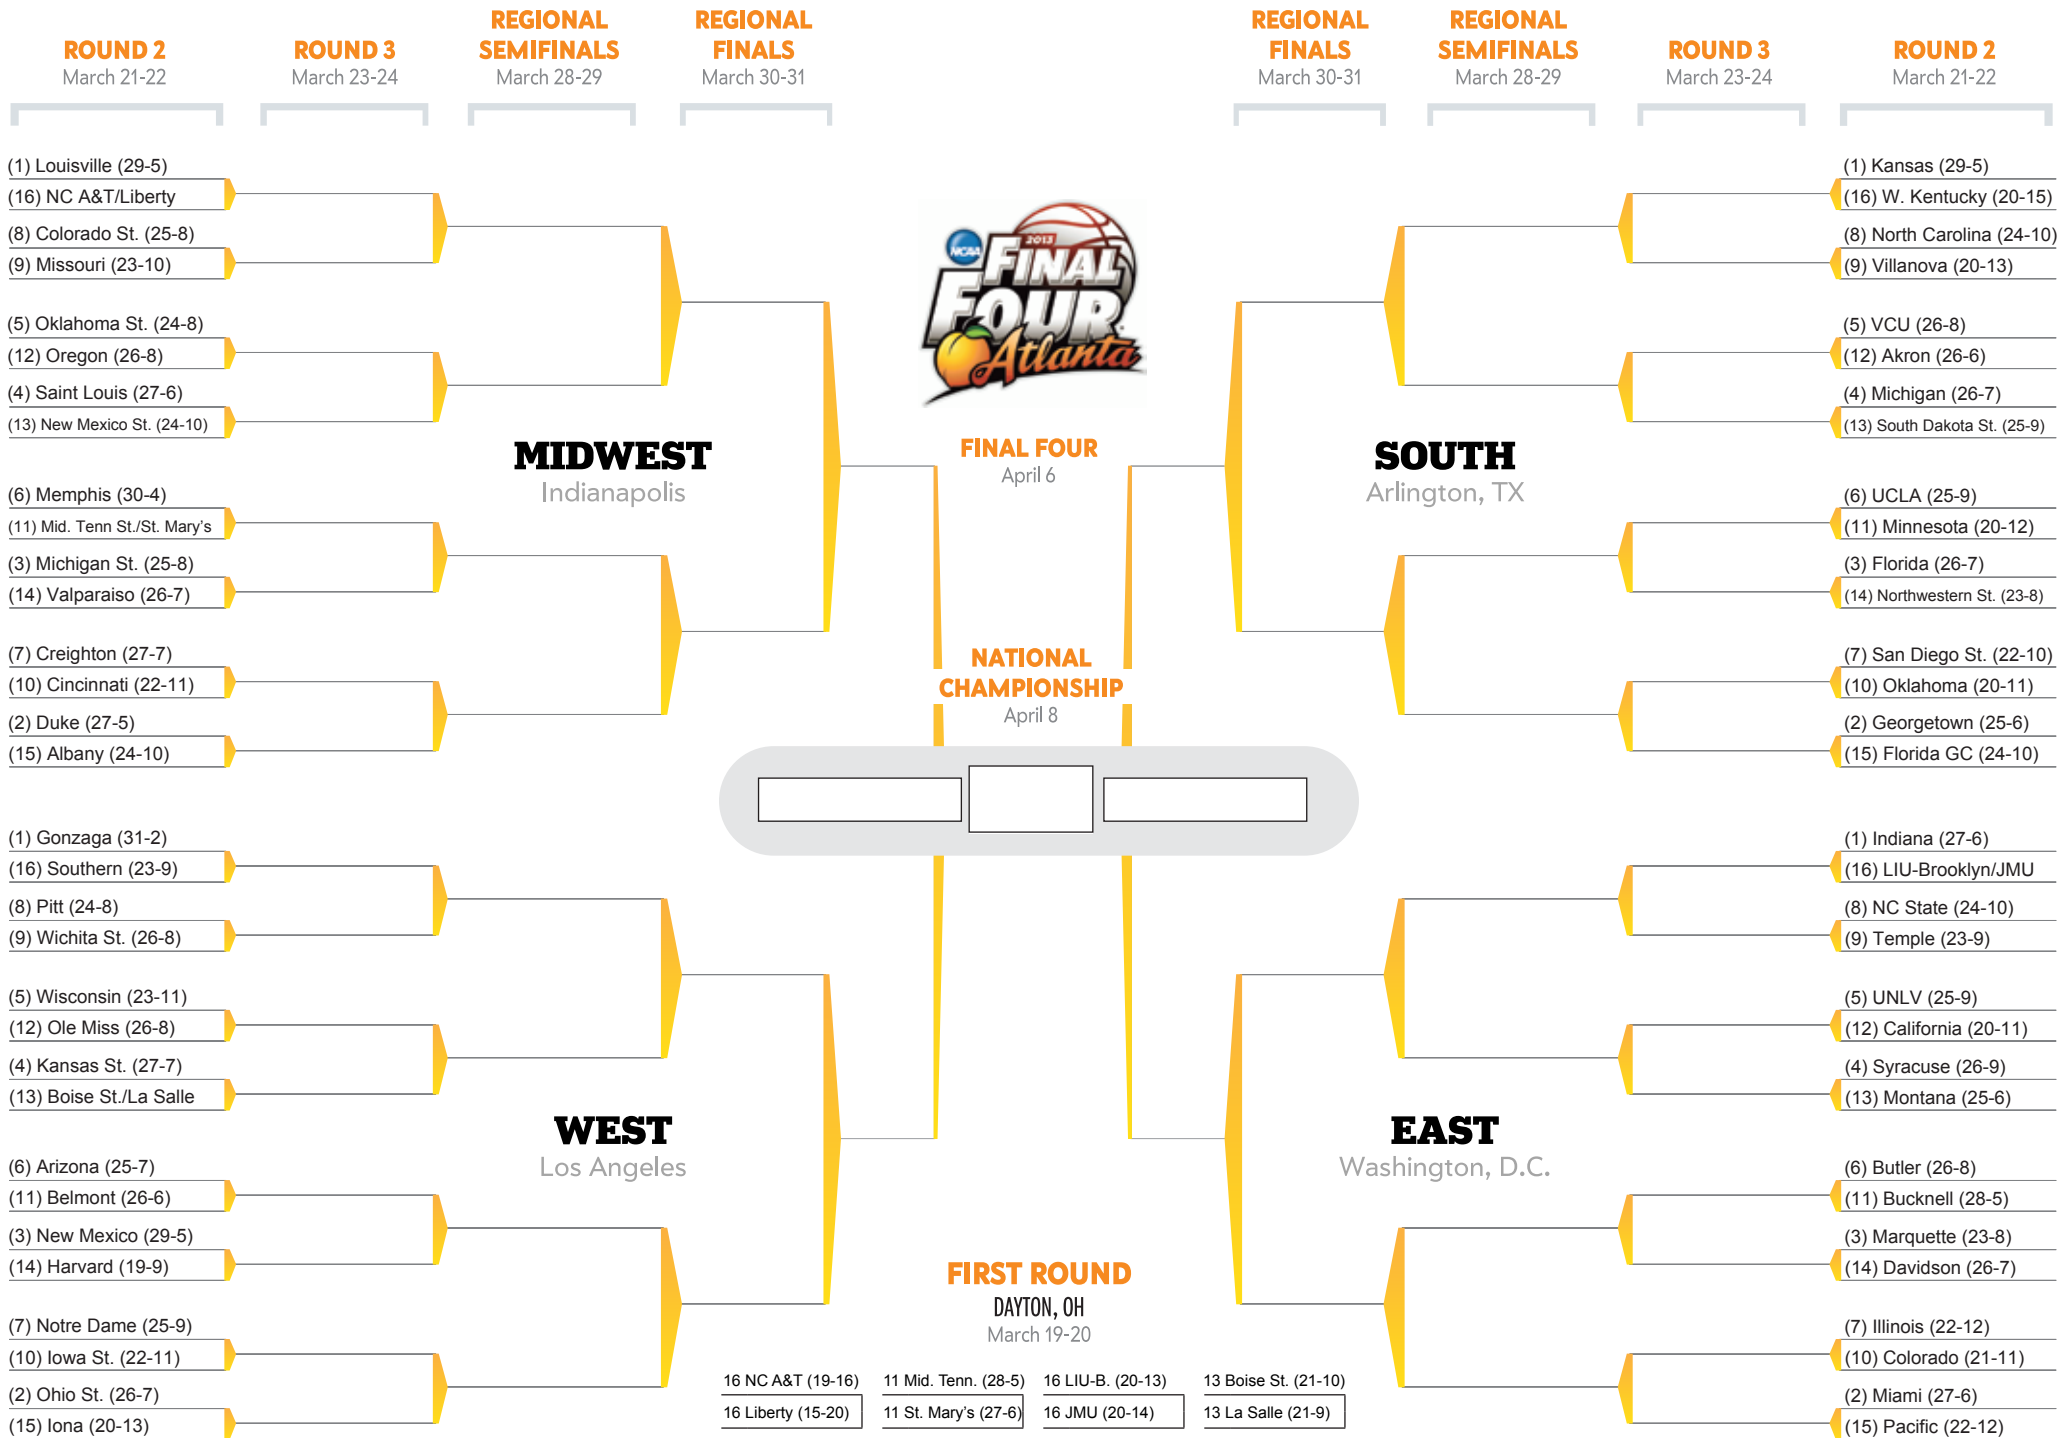 ROUND 2
March 21-22
ROUND 3
March 23-24
REGIONAL
SEMIFINALS
March 28-29
REGIONAL
FINALS
March 30-31
REGIONAL
FINALS
March 30-31
REGIONAL
SEMIFINALS
March 28-29
ROUND 3
March 23-24
ROUND 2
March 21-22
(1) Louisville (29-5)
(16) NC A&T/Liberty
(8) Colorado St. (25-8)
(9) Missouri (23-10)
(5) Oklahoma St. (24-8)
(12) Oregon (26-8)
(4) Saint Louis (27-6)
(13) New Mexico St. (24-10)
MIDWEST
Indianapolis
(6) Memphis (30-4)
(11) Mid. Tenn St./St. Mary's
(3) Michigan St. (25-8)
(14) Valparaiso (26-7)
(7) Creighton (27-7)
(10) Cincinnati (22-11)
(2) Duke (27-5)
(15) Albany (24-10)
(1) Gonzaga (31-2)
(16) Southern (23-9)
(8) Pitt (24-8)
(9) Wichita St. (26-8)
(5) Wisconsin (23-11)
(12) Ole Miss (26-8)
(4) Kansas St. (27-7)
(13) Boise St./La Salle
WEST
Los Angeles
(6) Arizona (25-7)
(11) Belmont (26-6)
(3) New Mexico (29-5)
(14) Harvard (19-9)
(7) Notre Dame (25-9)
(10) Iowa St. (22-11)
(2) Ohio St. (26-7)
(15) Iona (20-13)
NCAA
2013
FINAL
FOUR
Atlanta
FINAL FOUR
April 6
NATIONAL
CHAMPIONSHIP
April 8
FIRST ROUND
DAYTON, OH
March 19-20
16 NC A&T (19-16)
16 Liberty (15-20)
11 Mid. Tenn. (28-5)
11 St. Mary's (27-6)
16 LIU-B. (20-13)
16 JMU (20-14)
13 Boise St. (21-10)
13 La Salle (21-9)
(1) Kansas (29-5)
(16) W. Kentucky (20-15)
(8) North Carolina (24-10)
(9) Villanova (20-13)
(5) VCU (26-8)
(12) Akron (26-6)
(4) Michigan (26-7)
(13) South Dakota St. (25-9)
SOUTH
Arlington, TX
(6) UCLA (25-9)
(11) Minnesota (20-12)
(3) Florida (26-7)
(14) Northwestern St. (23-8)
(7) San Diego St. (22-10)
(10) Oklahoma (20-11)
(2) Georgetown (25-6)
(15) Florida GC (24-10)
(1) Indiana (27-6)
(16) LIU-Brooklyn/JMU
(8) NC State (24-10)
(9) Temple (23-9)
(5) UNLV (25-9)
(12) California (20-11)
(4) Syracuse (26-9)
(13) Montana (25-6)
EAST
Washington, D.C.
(6) Butler (26-8)
(11) Bucknell (28-5)
(3) Marquette (23-8)
(14) Davidson (26-7)
(7) Illinois (22-12)
(10) Colorado (21-11)
(2) Miami (27-6)
(15) Pacific (22-12)